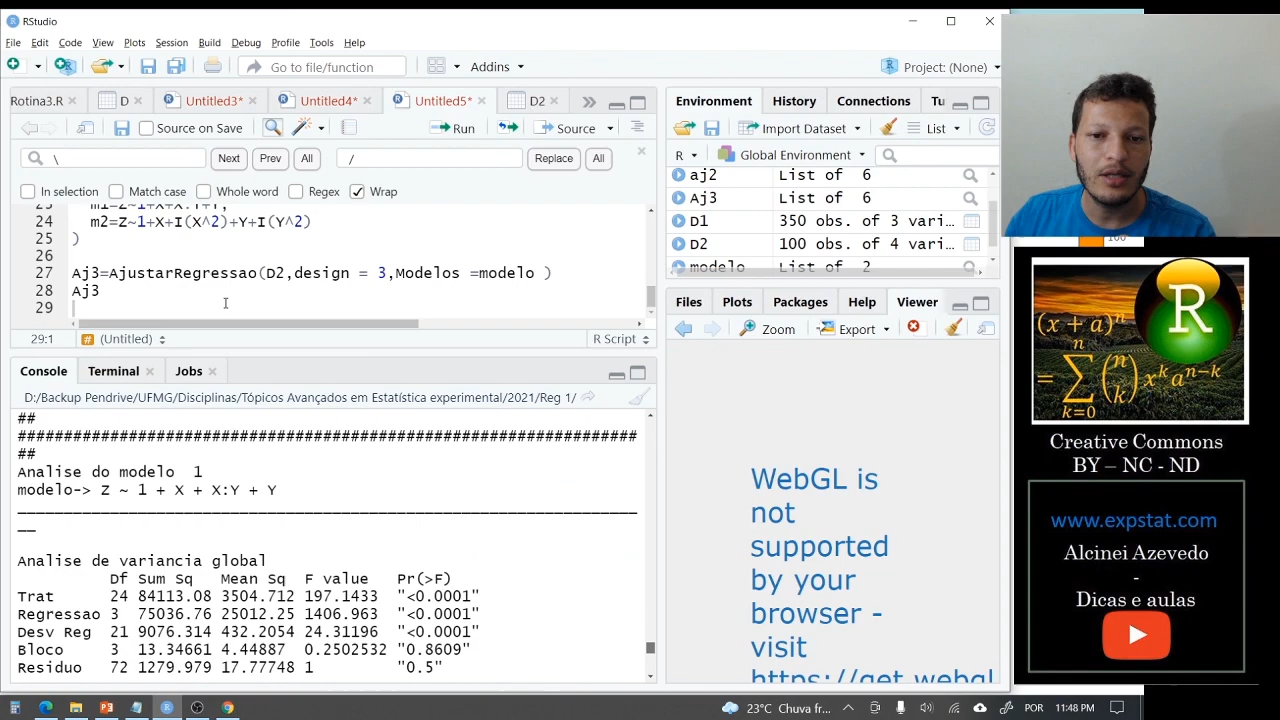 RStudio
File Edit Code View Plots Session Build Debug Profile Tools Help
Go to file/function Addins Project: (None)
Rotina3.R D Untitled3* Untitled4* Untitled5* D2
Source on Save Run Source
\ Next Prev All / Replace All
In selection Match case Whole word Regex Wrap
24 m2=Z~1+X+I(X^2)+Y+I(Y^2)
25 )
26
27 Aj3=AjustarRegressao(D2,design = 3,Modelos =modelo )
28 Aj3
29
29:1 # (Untitled) R Script
Console Terminal Jobs
D:/Backup Pendrive/UFMG/Disciplinas/Tópicos Avançados em Estatística experimental/2021/Reg 1/
##
###################################################################
##
Analise do modelo 1
modelo-> Z ~ 1 + X + X:Y + Y
___________________________________________________________________
__
Analise de variancia global
Df Sum Sq Mean Sq F value Pr(>F)
Trat 24 84113.08 3504.712 197.1433 "<0.0001"
Regressao 3 75036.76 25012.25 1406.963 "<0.0001"
Desv Reg 21 9076.314 432.2054 24.31196 "<0.0001"
Bloco 3 13.34661 4.44887 0.2502532 "0.8609"
Residuo 72 1279.979 17.77748 1 "0.5"
Environment History Connections Tu
Import Dataset List
R Global Environment
aj2 List of 6
Aj3 List of 6
D1 350 obs. of 3 vari…
D2 100 obs. of 4 vari…
modelo List of 2
Files Plots Packages Help Viewer
Zoom Export
WebGL is
not
supported
by your
browser -
visit
https://get.webgl
100
(x + a)^n
= ∑ n k=0 (n k) x^k a^(n-k)
R
Creative Commons
BY – NC - ND
www.expstat.com
Alcinei Azevedo
-
Dicas e aulas
23°C Chuva fr... POR 11:48 PM